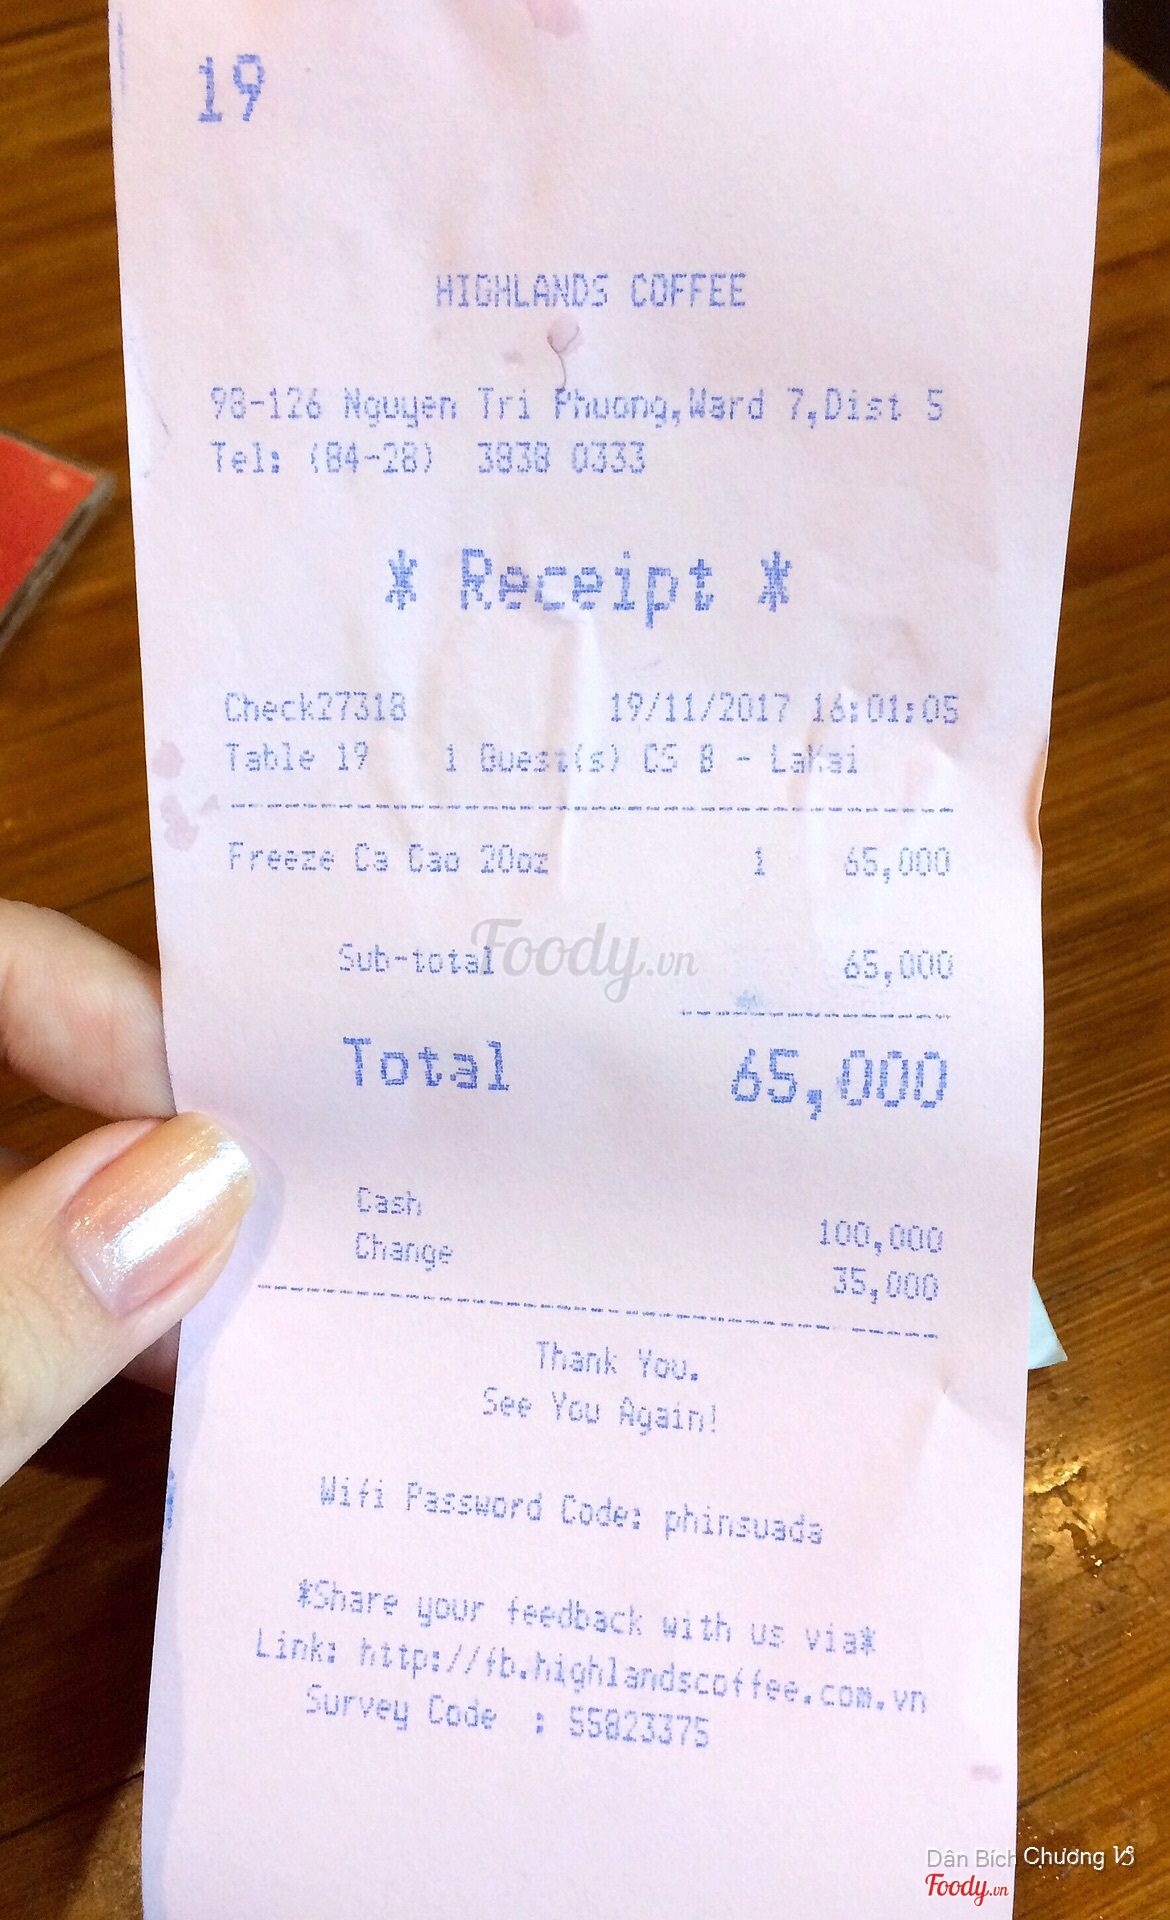 19
HIGHLANDS COFFEE
98-126 Nguyen Tri Phuong,Ward 7,Dist 5
Tel: (84-28) 3838 0333
* Receipt *
Check27318 19/11/2017 16:01:05
Table 19 1 Guest(s) CS B - LaKai
Freeze Ca Cao 20oz 1 65,000
Sub-total 65,000
Foody.vn
Total 65,000
Cash 100,000
Change 35,000
Thank You.
See You Again!
Wifi Password Code: phinsuada
*Share your feedback with us via*
Link: http://fb.highlandscoffee.com.vn
Survey Code : 55823375
Dân Bích Chương
Foody.vn